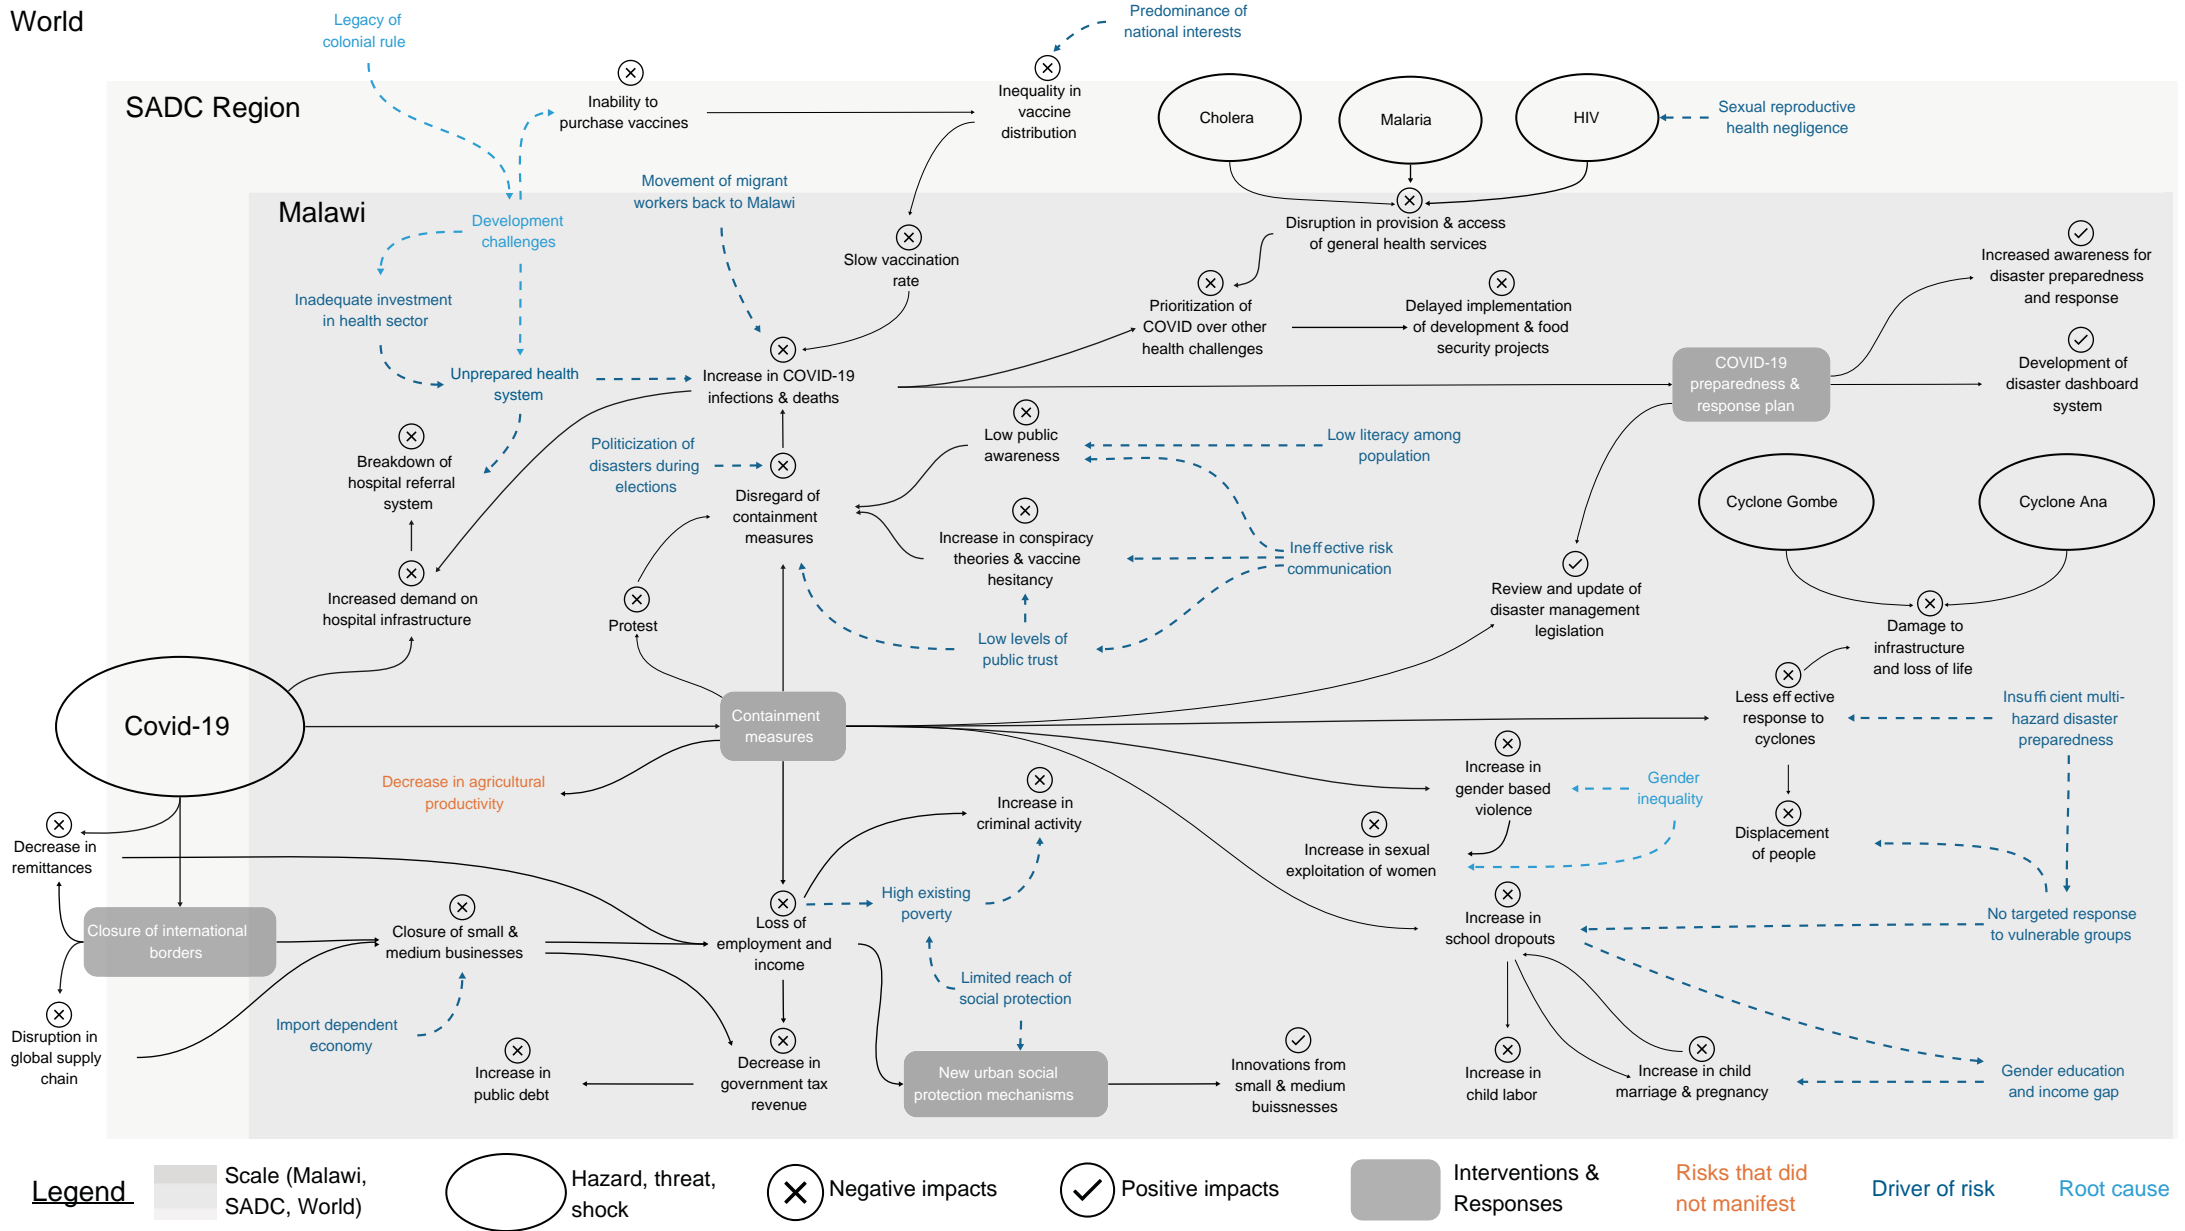 World
Legacy of
colonial rule
Predominance of
national interests
SADC Region
Inability to
purchase vaccines
Inequality in
vaccine
distribution
Cholera
Malaria
HIV
Sexual reproductive
health negligence
Malawi
Movement of migrant
workers back to Malawi
Development
challenges
Slow vaccination
rate
Disruption in provision & access
of general health services
Increased awareness for
disaster preparedness
and response
Inadequate investment
in health sector
Prioritization of
COVID over other
health challenges
Delayed implementation
of development & food
security projects
Unprepared health
system
Increase in COVID-19
infections & deaths
COVID-19
preparedness &
response plan
Development of
disaster dashboard
system
Breakdown of
hospital referral
system
Politicization of
disasters during
elections
Low public
awareness
Low literacy among
population
Disregard of
containment
measures
Cyclone Gombe
Cyclone Ana
Increase in conspiracy
theories & vaccine
hesitancy
Ineffective risk
communication
Increased demand on
hospital infrastructure
Protest
Low levels of
public trust
Review and update of
disaster management
legislation
Damage to
infrastructure
and loss of life
Covid-19
Containment
measures
Less effective
response to
cyclones
Insufficient multi-
hazard disaster
preparedness
Decrease in agricultural
productivity
Increase in
gender based
violence
Gender
inequality
Increase in
criminal activity
Displacement
of people
Decrease in
remittances
Increase in sexual
exploitation of women
High existing
poverty
Closure of international
borders
Closure of small &
medium businesses
Loss of
employment and
income
Increase in
school dropouts
No targeted response
to vulnerable groups
Limited reach of
social protection
Disruption in
global supply
chain
Import dependent
economy
Increase in
public debt
Decrease in
government tax
revenue
New urban social
protection mechanisms
Innovations from
small & medium
buissnesses
Increase in
child labor
Increase in child
marriage & pregnancy
Gender education
and income gap
Legend
Scale (Malawi,
SADC, World)
Hazard, threat,
shock
Negative impacts
Positive impacts
Interventions &
Responses
Risks that did
not manifest
Driver of risk
Root cause